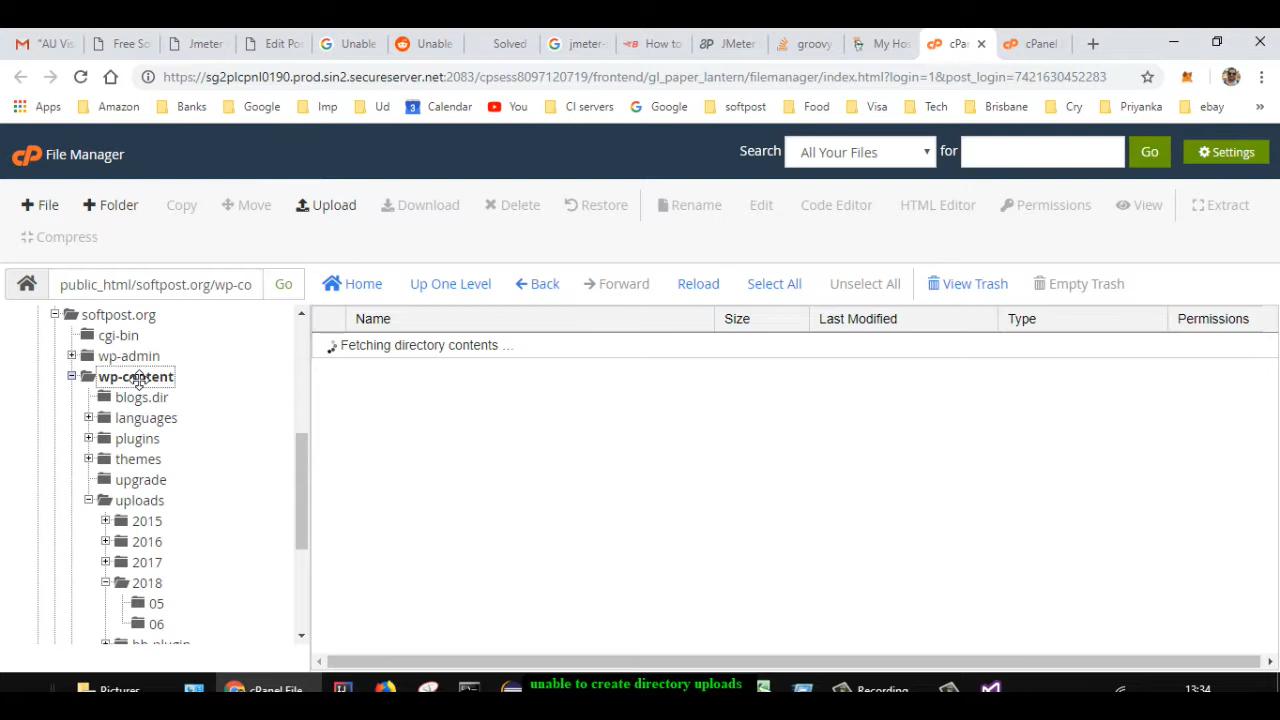 "AU Vis
Free So
Jmeter
Edit Po
Unable
Unable
Solved
jmeter-
How to
JMeter
groovy
My Ho
cPar
cPanel
https://sg2plcpnl0190.prod.sin2.secureserver.net:2083/cpsess8097120719/frontend/gl_paper_lantern/filemanager/index.html?login=1&post_login=7421630452283
Apps
Amazon
Banks
Google
Imp
Ud
Calendar
You
CI servers
Google
softpost
Food
Visa
Tech
Brisbane
Cry
Priyanka
ebay
»
cP File Manager
Search
All Your Files
for
Go
Settings
File
Folder
Copy
Move
Upload
Download
Delete
Restore
Rename
Edit
Code Editor
HTML Editor
Permissions
View
Extract
Compress
public_html/softpost.org/wp-co
Go
Home
Up One Level
Back
Forward
Reload
Select All
Unselect All
View Trash
Empty Trash
softpost.org
cgi-bin
wp-admin
wp-content
blogs.dir
languages
plugins
themes
upgrade
uploads
2015
2016
2017
2018
05
06
bb-plugin
Name
Size
Last Modified
Type
Permissions
Fetching directory contents ...
Pictures
cPanel File
unable to create directory uploads
Recording
13:34